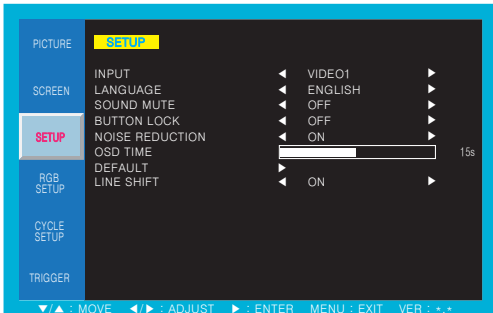 PICTURE
SCREEN
SETUP
RGB
SETUP
CYCLE
SETUP
TRIGGER
SETUP
INPUT ◀ VIDEO1 ▶
LANGUAGE ◀ ENGLISH ▶
SOUND MUTE ◀ OFF ▶
BUTTON LOCK ◀ OFF ▶
NOISE REDUCTION ◀ ON ▶
OSD TIME 15s
DEFAULT ▶
LINE SHIFT ◀ ON ▶
▼/▲ : MOVE ◀/▶ : ADJUST ▶ : ENTER MENU : EXIT VER : *.*